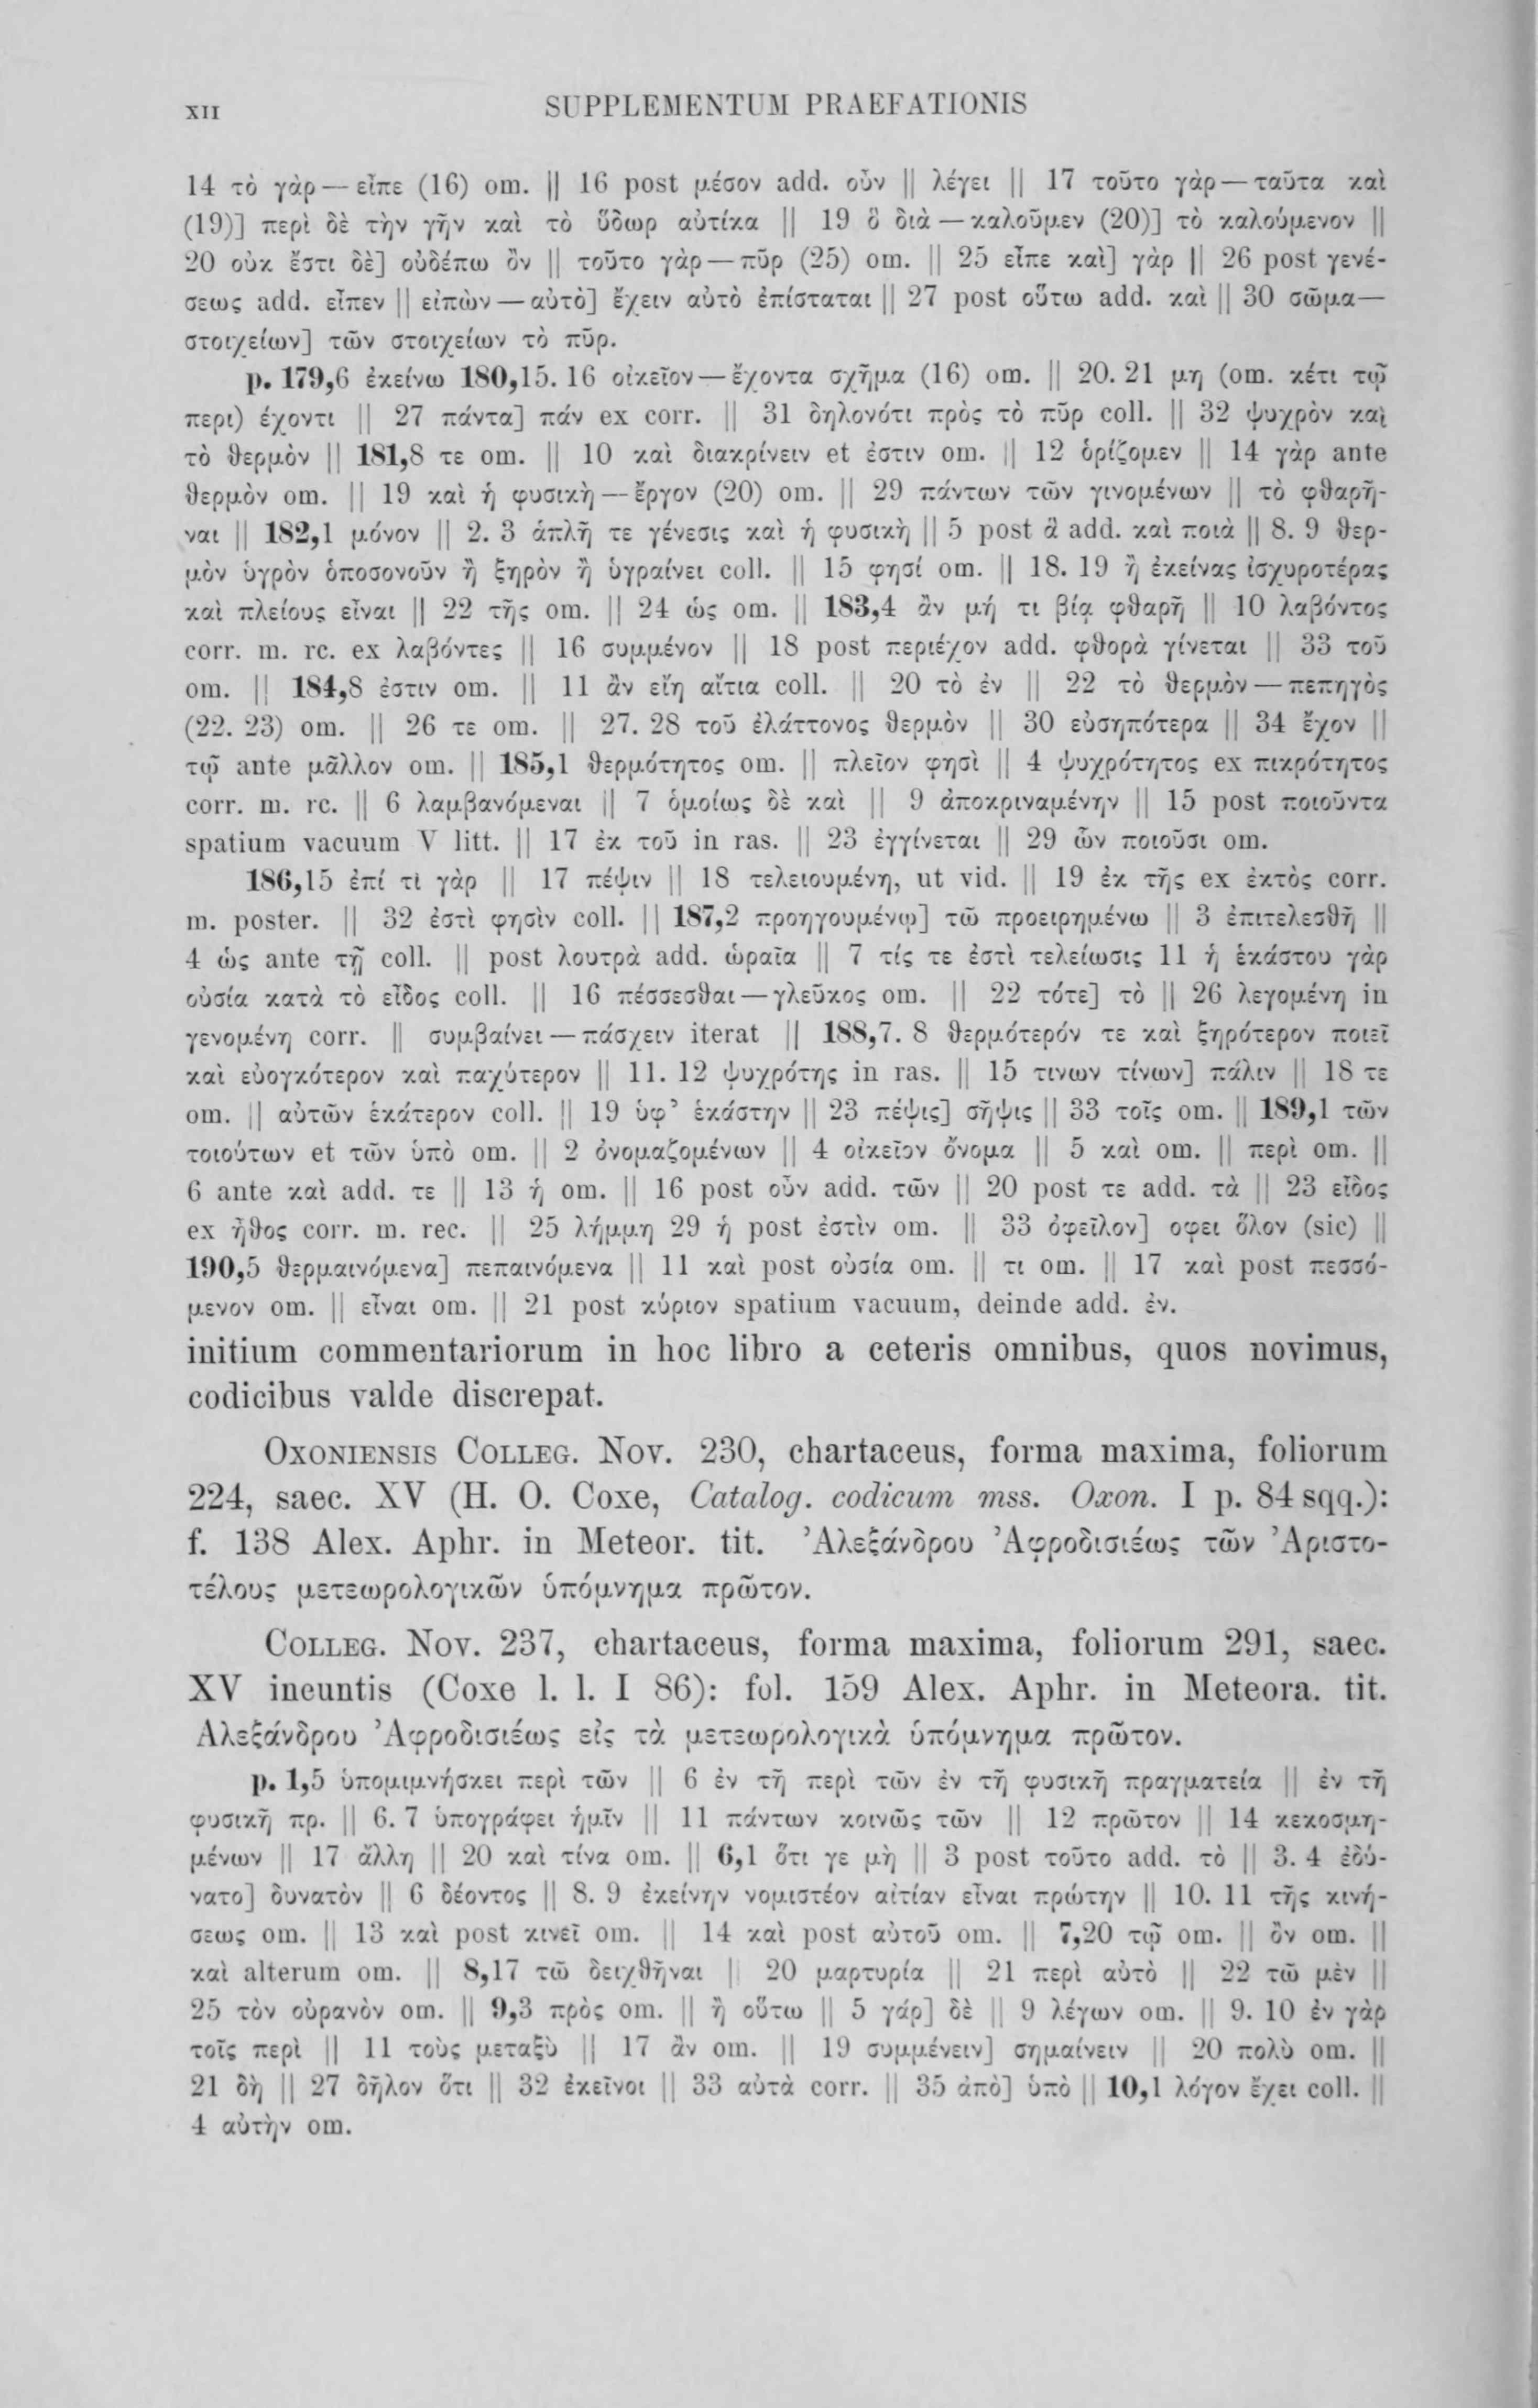 XII SUPPLEMENTUM PRAEFATIONIS
14 τὸ γὰρ — εἶπε (16) om. || 16 post μέσον add. οὖν || λέγει || 17 τοῦτο γὰρ — ταῦτα καὶ
(19)] περὶ δὲ τὴν γῆν καὶ τὸ ὕδωρ αὐτίκα || 19 ὃ διὰ — καλοῦμεν (20)] τὸ καλούμενον ||
20 οὐκ ἔστι δὲ] οὐδέπω ὂν || τοῦτο γὰρ — πῦρ (25) om. || 25 εἶπε καὶ] γὰρ || 26 post γενέ-
σεως add. εἶπεν || εἰπὼν — αὐτὸ] ἔχειν αὐτὸ ἐπίσταται || 27 post οὕτω add. καὶ || 30 σῶμα—
στοιχείων] τῶν στοιχείων τὸ πῦρ.
p. 179,6 ἐκείνω 180,15. 16 οἰκεῖον — ἔχοντα σχῆμα (16) om. || 20. 21 μη (om. κέτι τῷ
περι) έχοντι || 27 πάντα] πάν ex corr. || 31 δηλονότι πρὸς τὸ πῦρ coll. || 32 ψυχρὸν καὶ
τὸ θερμὸν || 181,8 τε om. || 10 καὶ διακρίνειν et ἐστιν om. || 12 ὁρίζομεν || 14 γὰρ ante
θερμὸν om. || 19 καὶ ἡ φυσικὴ — ἔργον (20) om. || 29 πάντων τῶν γινομένων || τὸ φθαρῆ-
ναι || 182,1 μόνον || 2. 3 ἁπλῆ τε γένεσις καὶ ἡ φυσικὴ || 5 post ἃ add. καὶ ποιὰ || 8. 9 θερ-
μὸν ὑγρὸν ὁποσονοῦν ἢ ξηρὸν ἢ ὑγραίνει coll. || 15 φησί om. || 18. 19 ἢ ἐκείνας ἰσχυροτέρας
καὶ πλείους εἶναι || 22 τῆς om. || 24 ὡς om. || 183,4 ἂν μή τι βίᾳ φθαρῆ || 10 λαβόντος
corr. m. rc. ex λαβόντες || 16 συμμένον || 18 post περιέχον add. φθορὰ γίνεται || 33 τοῦ
om. || 184,8 ἐστιν om. || 11 ἂν εἴη αἴτια coll. || 20 τὸ ἐν || 22 τὸ θερμὸν — πεπηγὸς
(22. 23) om. || 26 τε om. || 27. 28 τοῦ ἐλάττονος θερμὸν || 30 εὐσηπότερα || 34 ἔχον ||
τῷ ante μᾶλλον om. || 185,1 θερμότητος om. || πλεῖον φησὶ || 4 ψυχρότητος ex πικρότητος
corr. m. rc. || 6 λαμβανόμεναι || 7 ὁμοίως δὲ καὶ || 9 ἀποκριναμένην || 15 post ποιοῦντα
spatium vacuum V litt. || 17 ἐκ τοῦ in ras. || 23 ἐγγίνεται || 29 ὧν ποιοῦσι om.
186,15 ἐπί τι γὰρ || 17 πέψιν || 18 τελειουμένη, ut vid. || 19 ἐκ τῆς ex ἐκτὸς corr.
m. poster. || 32 ἐστὶ φησὶν coll. || 187,2 προηγουμένῳ] τῶ προειρημένω || 3 ἐπιτελεσθῆ ||
4 ὡς ante τῇ coll. || post λουτρὰ add. ὡραῖα || 7 τίς τε ἐστὶ τελείωσις 11 ἡ ἑκάστου γὰρ
οὐσία κατὰ τὸ εἶδος coll. || 16 πέσσεσθαι — γλεῦκος om. || 22 τότε] τὸ || 26 λεγομένη in
γενομένη corr. || συμβαίνει — πάσχειν iterat || 188,7. 8 θερμότερόν τε καὶ ξηρότερον ποιεῖ
καὶ εὐογκότερον καὶ παχύτερον || 11. 12 ψυχρότης in ras. || 15 τινων τίνων] πάλιν || 18 τε
om. || αὐτῶν ἑκάτερον coll. || 19 ὑφ’ ἑκάστην || 23 πέψις] σῆψις || 33 τοῖς om. || 189,1 τῶν
τοιούτων et τῶν ὑπὸ om. || 2 ὀνομαζομένων || 4 οἰκεῖον ὄνομα || 5 καὶ om. || περὶ om. ||
6 ante καὶ add. τε || 13 ἡ om. || 16 post οὖν add. τῶν || 20 post τε add. τὰ || 23 εἶδος
ex ἦθος corr. m. rec. || 25 λήμμη 29 ἡ post ἐστὶν om. || 33 ὀφεῖλον] οφει ὅλον (sic) ||
190,5 θερμαινόμενα] πεπαινόμενα || 11 καὶ post οὐσία om. || τι om. || 17 καὶ post πεσσό-
μενον om. || εἶναι om. || 21 post κύριον spatium vacuum, deinde add. ἐν.
initium commentariorum in hoc libro a ceteris omnibus, quos novimus,
codicibus valde discrepat.
OXONIENSIS COLLEG. NOV. 230, chartaceus, forma maxima, foliorum
224, saec. XV (H. O. Coxe, Catalog. codicum mss. Oxon. I p. 84 sqq.):
f. 138 Alex. Aphr. in Meteor. tit. Ἀλεξάνδρου Ἀφροδισιέως τῶν Ἀριστο-
τέλους μετεωρολογικῶν ὑπόμνημα πρῶτον.
COLLEG. NOV. 237, chartaceus, forma maxima, foliorum 291, saec.
XV ineuntis (Coxe l. l. I 86): fol. 159 Alex. Aphr. in Meteora. tit.
Αλεξάνδρου Ἀφροδισιέως εἰς τὰ μετεωρολογικὰ ὑπόμνημα πρῶτον.
p. 1,5 ὑπομιμνήσκει περὶ τῶν || 6 ἐν τῆ περὶ τῶν ἐν τῆ φυσικῆ πραγματεία || ἐν τῆ
φυσικῆ πρ. || 6. 7 ὑπογράφει ἡμῖν || 11 πάντων κοινῶς τῶν || 12 πρῶτον || 14 κεκοσμη-
μένων || 17 ἄλλη || 20 καὶ τίνα om. || 6,1 ὅτι γε μὴ || 3 post τοῦτο add. τὸ || 3. 4 ἐδύ-
νατο] δυνατὸν || 6 δέοντος || 8. 9 ἐκείνην νομιστέον αἰτίαν εἶναι πρώτην || 10. 11 τῆς κινή-
σεως om. || 13 καὶ post κινεῖ om. || 14 καὶ post αὐτοῦ om. || 7,20 τῷ om. || ὂν om. ||
καὶ alterum om. || 8,17 τῶ δειχθῆναι || 20 μαρτυρία || 21 περὶ αὐτὸ || 22 τῶ μὲν ||
25 τὸν οὐρανὸν om. || 9,3 πρὸς om. || ἢ οὕτω || 5 γάρ] δὲ || 9 λέγων om. || 9. 10 ἐν γὰρ
τοῖς περὶ || 11 τοὺς μεταξὺ || 17 ἂν om. || 19 συμμένειν] σημαίνειν || 20 πολὺ om. ||
21 δὴ || 27 δῆλον ὅτι || 32 ἐκεῖνοι || 33 αὐτὰ corr. || 35 ἀπὸ] ὑπὸ || 10,1 λόγον ἔχει coll. ||
4 αὐτὴν om.